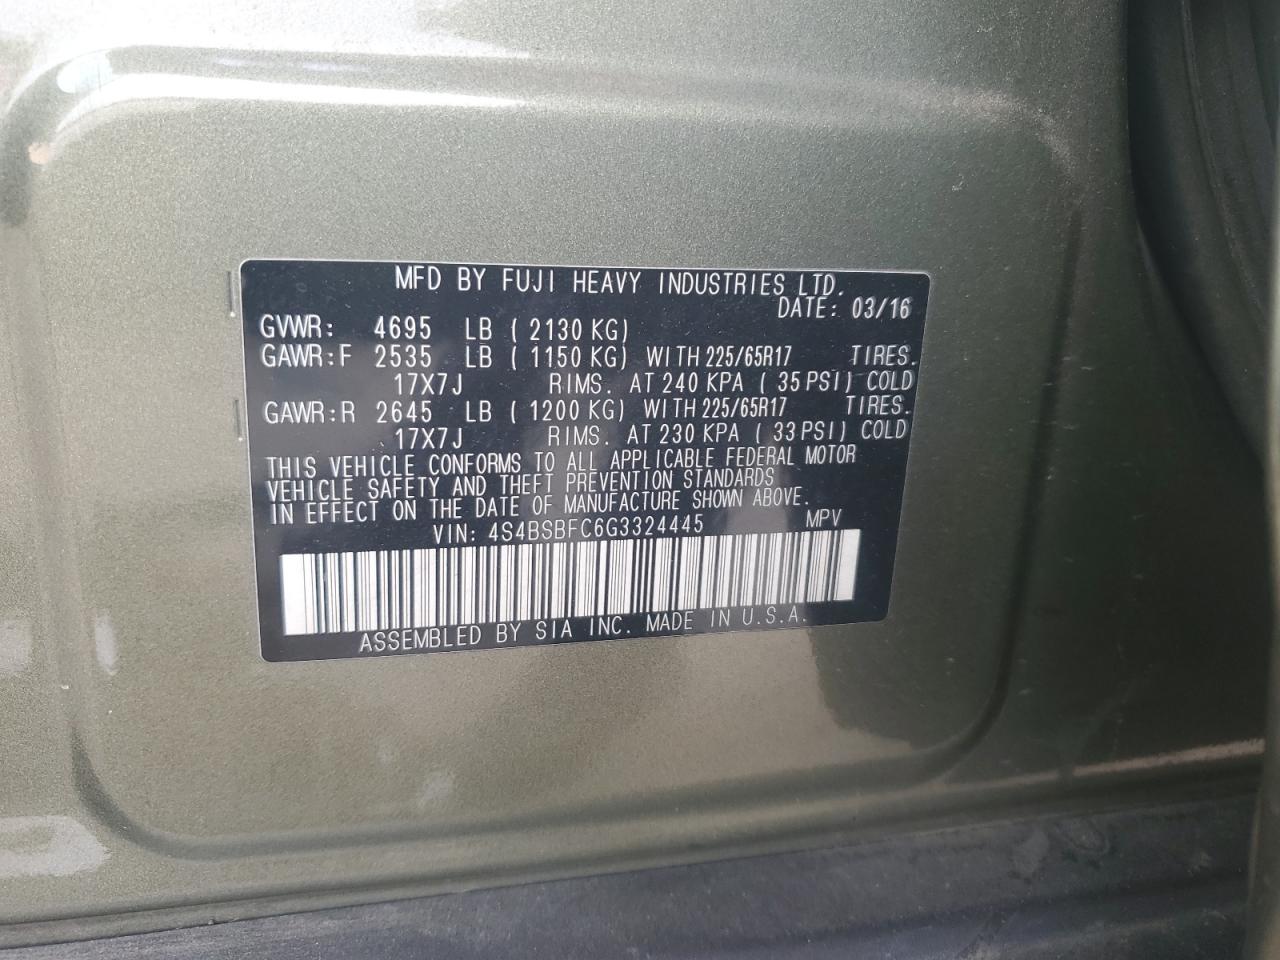 MFD BY FUJI HEAVY INDUSTRIES LTD.
DATE: 03/16
GVWR: 4695 LB ( 2130 KG)
GAWR:F 2535 LB ( 1150 KG) WITH 225/65R17 TIRES.
17X7J RIMS. AT 240 KPA ( 35 PSI) COLD
GAWR:R 2645 LB ( 1200 KG) WITH 225/65R17 TIRES.
17X7J RIMS. AT 230 KPA ( 33 PSI) COLD
THIS VEHICLE CONFORMS TO ALL APPLICABLE FEDERAL MOTOR
VEHICLE SAFETY AND THEFT PREVENTION STANDARDS
IN EFFECT ON THE DATE OF MANUFACTURE SHOWN ABOVE.
VIN: 4S4BSBFC6G3324445 MPV
ASSEMBLED BY SIA INC. MADE IN U.S.A.